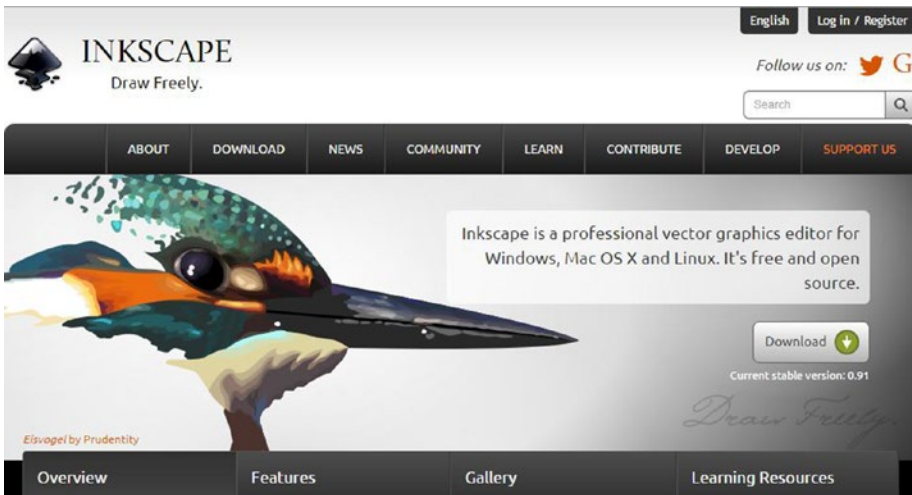 English Log in / Register
INKSCAPE
Draw Freely.
Follow us on: G
Search
ABOUT DOWNLOAD NEWS COMMUNITY LEARN CONTRIBUTE DEVELOP SUPPORT US
Inkscape is a professional vector graphics editor for
Windows, Mac OS X and Linux. It's free and open
source.
Download
Current stable version: 0.91
Draw Freely.
Eisvogel by Prudentity
Overview Features Gallery Learning Resources